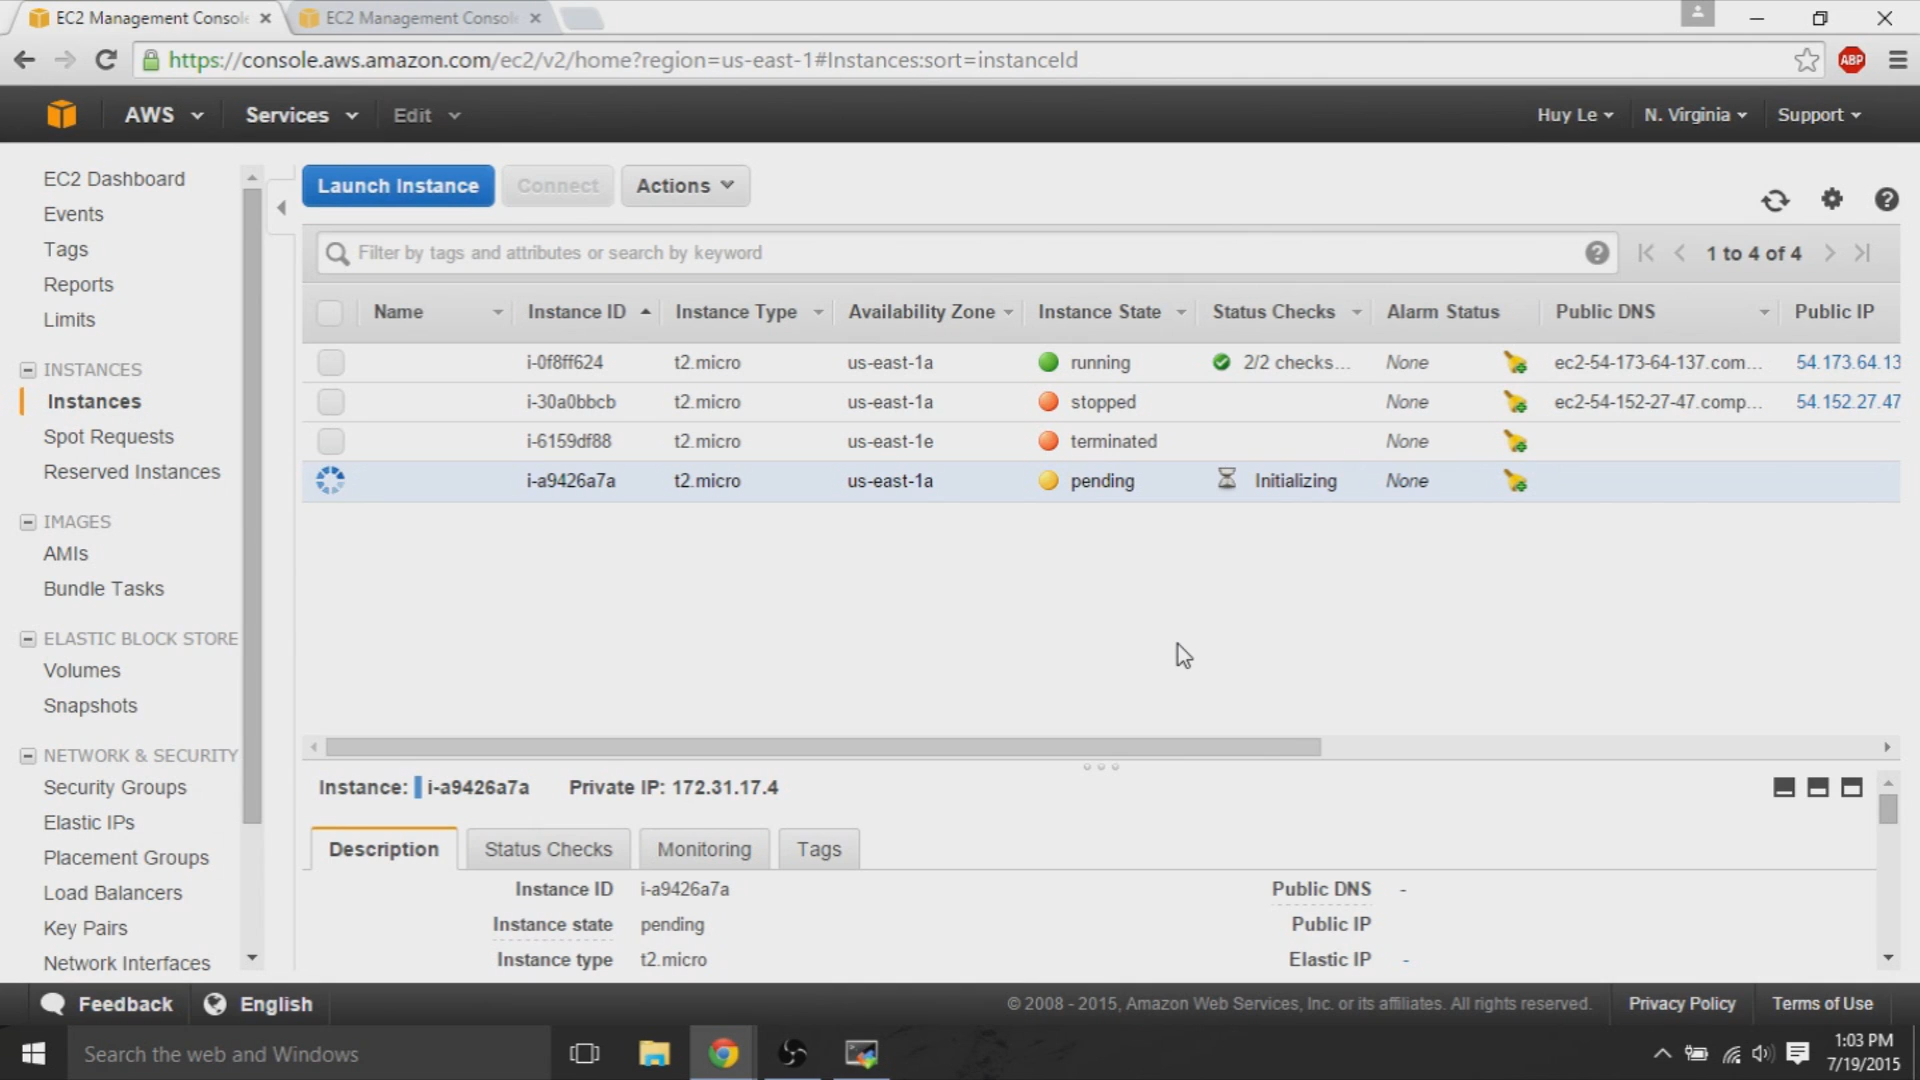 EC2 Management Consol
EC2 Management Consol
https://console.aws.amazon.com/ec2/v2/home?region=us-east-1#Instances:sort=instanceId
ABP
AWS Services Edit Huy Le N. Virginia Support
EC2 Dashboard
Events
Tags
Reports
Limits
INSTANCES
Instances
Spot Requests
Reserved Instances
IMAGES
AMIs
Bundle Tasks
ELASTIC BLOCK STORE
Volumes
Snapshots
NETWORK & SECURITY
Security Groups
Elastic IPs
Placement Groups
Load Balancers
Key Pairs
Network Interfaces
Launch Instance Connect Actions
Filter by tags and attributes or search by keyword 1 to 4 of 4
Name Instance ID Instance Type Availability Zone Instance State Status Checks Alarm Status Public DNS Public IP
i-0f8ff624 t2.micro us-east-1a running 2/2 checks... None ec2-54-173-64-137.com... 54.173.64.13
i-30a0bbcb t2.micro us-east-1a stopped None ec2-54-152-27-47.comp... 54.152.27.47
i-6159df88 t2.micro us-east-1e terminated None
i-a9426a7a t2.micro us-east-1a pending Initializing None
Instance: i-a9426a7a Private IP: 172.31.17.4
Description Status Checks Monitoring Tags
Instance ID i-a9426a7a Public DNS -
Instance state pending Public IP
Instance type t2.micro Elastic IP -
Feedback English © 2008 - 2015, Amazon Web Services, Inc. or its affiliates. All rights reserved. Privacy Policy Terms of Use
Search the web and Windows
1:03 PM
7/19/2015